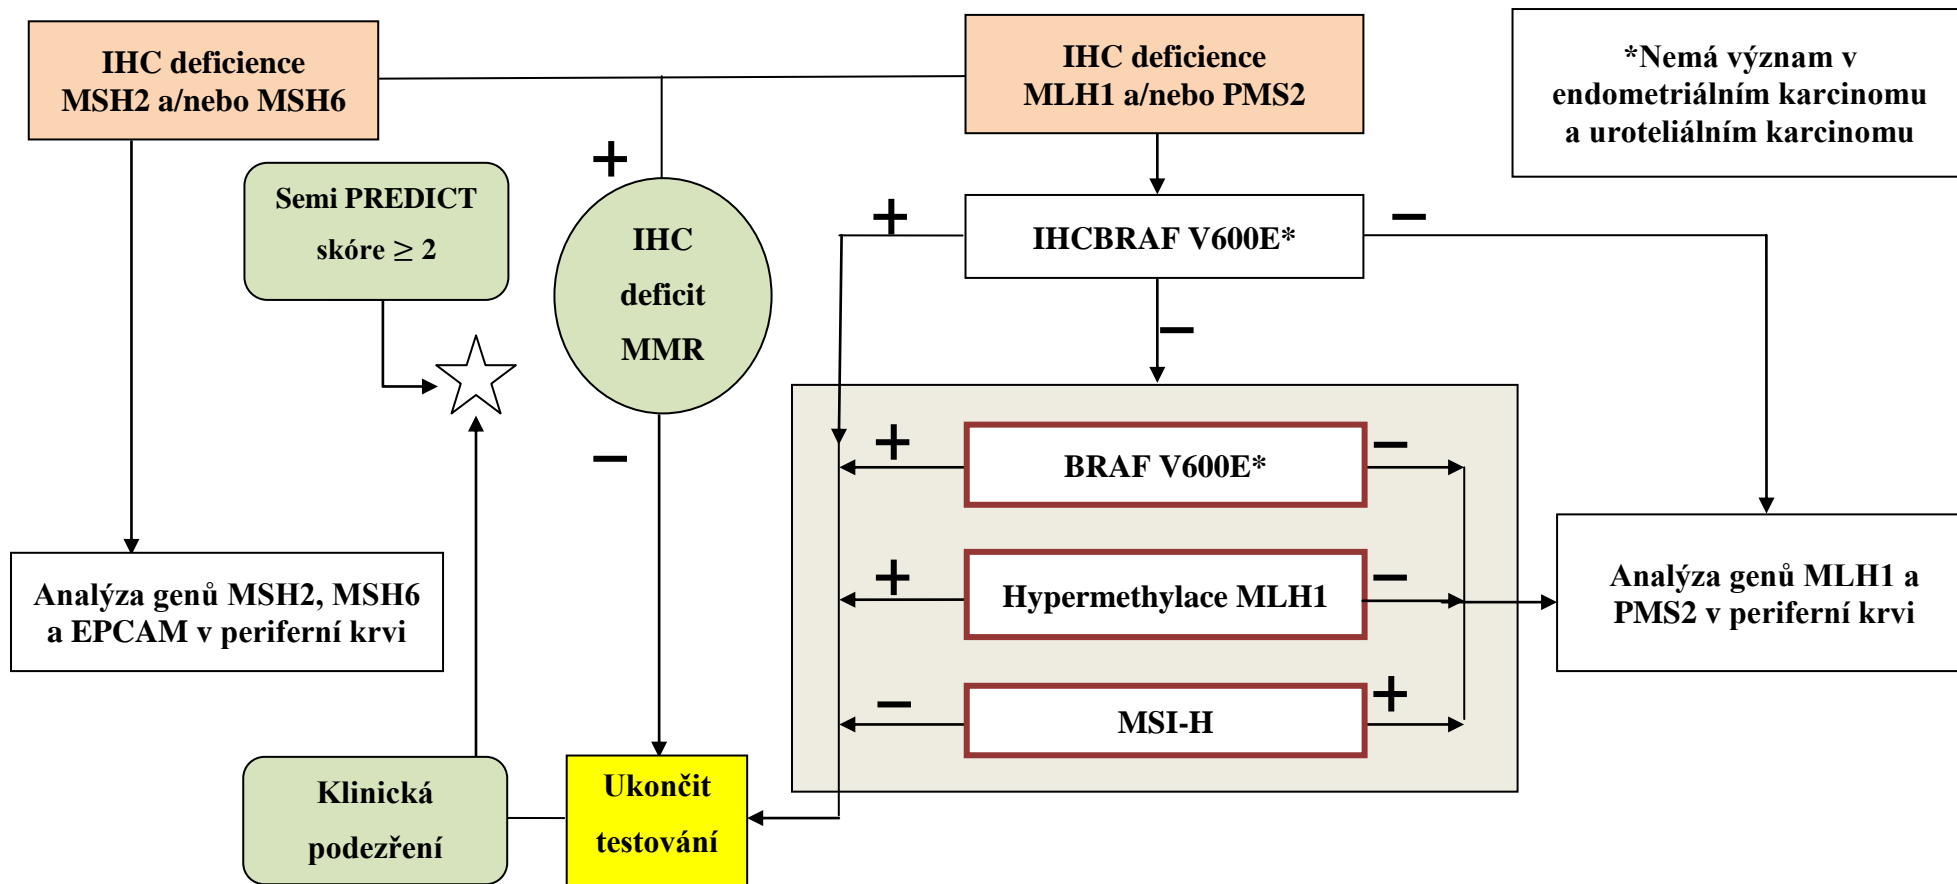 IHC deficience
MSH2 a/nebo MSH6
IHC deficience
MLH1 a/nebo PMS2
*Nemá význam v
endometriálním karcinomu
a uroteliálním karcinomu
Semi PREDICT
skóre ≥ 2
+
IHC
deficit
MMR
−
+
IHCBRAF V600E*
−
−
+
BRAF V600E*
−
+
Hypermethylace MLH1
−
−
MSI-H
+
Analýza genů MSH2, MSH6
a EPCAM v periferní krvi
Analýza genů MLH1 a
PMS2 v periferní krvi
Klinická
podezření
Ukončit
testování